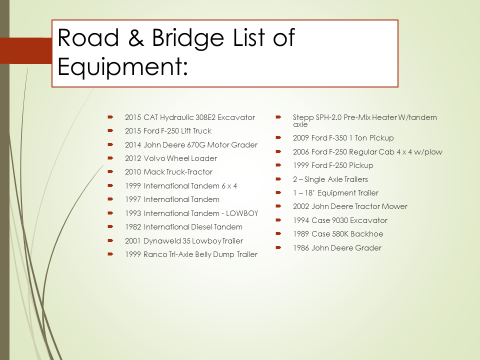 Road & Bridge List of
Equipment:
2015 CAT Hydraulic 308E2 Excavator
2015 Ford F-250 Lift Truck
2014 John Deere 670G Motor Grader
2012 Volvo Wheel Loader
2010 Mack Truck-Tractor
1999 International Tandem 6 x 4
1997 International Tandem
1993 International Tandem - LOWBOY
1982 International Diesel Tandem
2001 Dynaweld 35 Lowboy Trailer
1999 Ranco Tri-Axle Belly Dump Trailer
Stepp SPH-2.0 Pre-Mix Heater W/tandem
axle
2009 Ford F-350 1 Ton Pickup
2006 Ford F-250 Regular Cab 4 x 4 w/plow
1999 Ford F-250 Pickup
2 – Single Axle Trailers
1 – 18’ Equipment Trailer
2002 John Deere Tractor Mower
1994 Case 9030 Excavator
1989 Case 580K Backhoe
1986 John Deere Grader